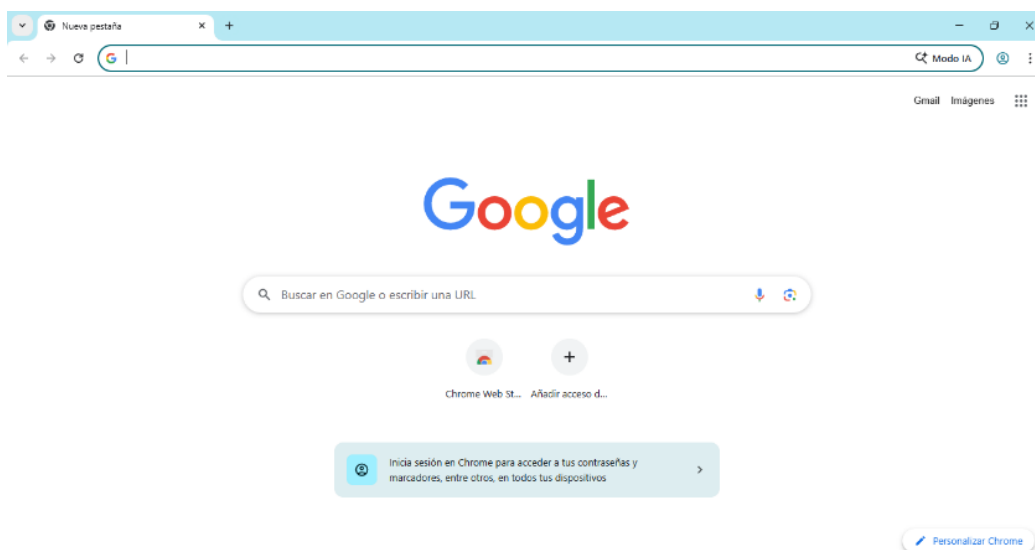 Nueva pestaña
Modo IA
Gmail Imágenes
Google
Buscar en Google o escribir una URL
Chrome Web St... Añadir acceso d...
Inicia sesión en Chrome para acceder a tus contraseñas y
marcadores, entre otros, en todos tus dispositivos
Personalizar Chrome